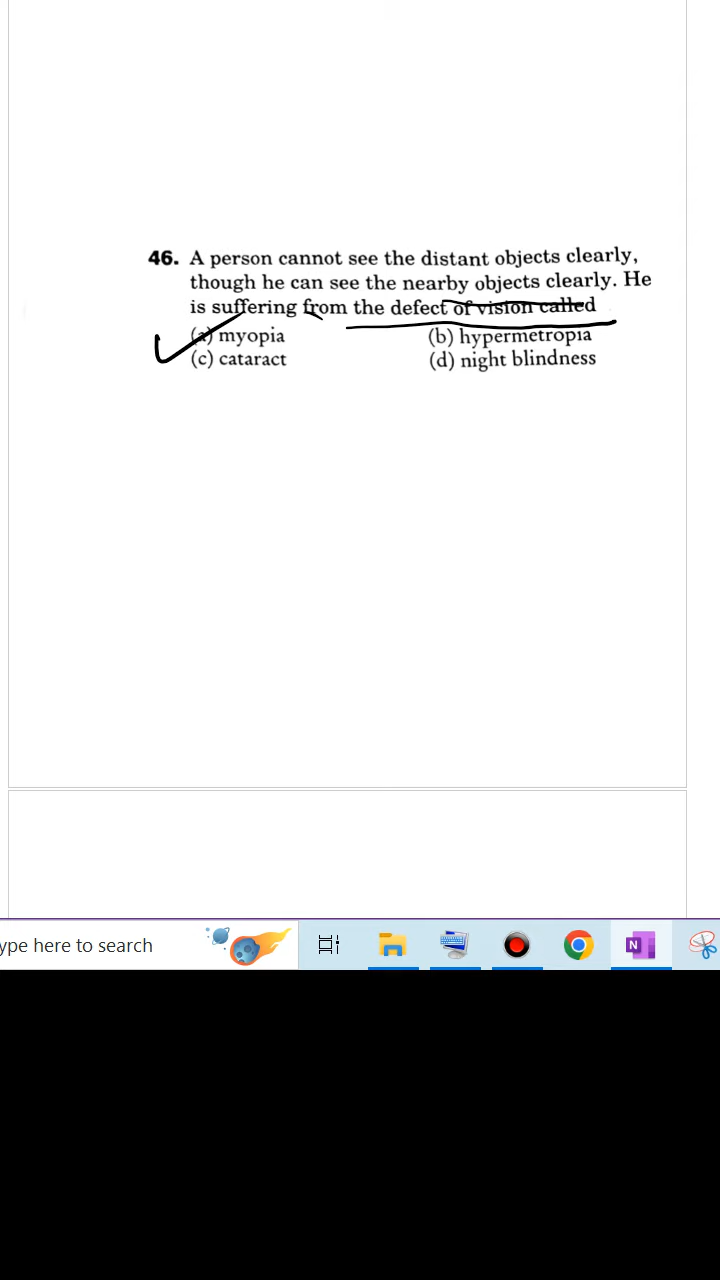 46. A person cannot see the distant objects clearly,
though he can see the nearby objects clearly. He
is suffering from the defect of vision called
(a) myopia (b) hypermetropia
(c) cataract (d) night blindness
ype here to search
N